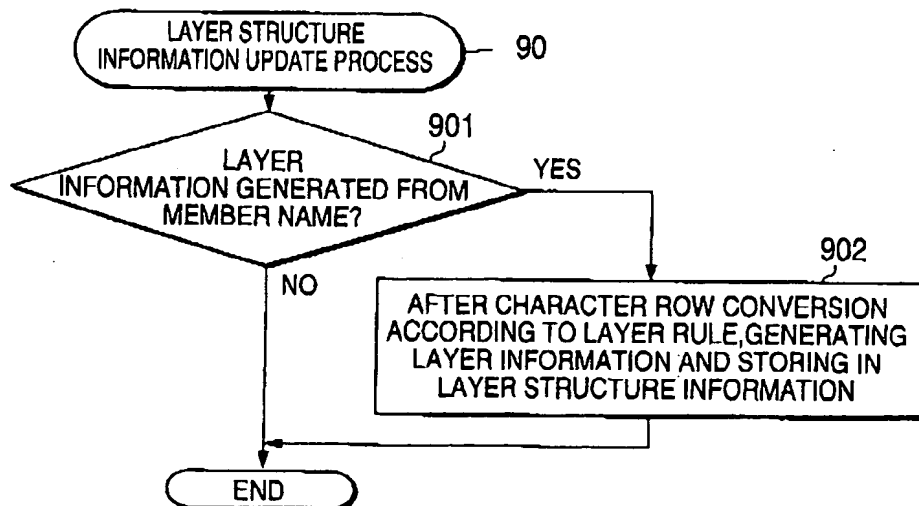 LAYER STRUCTURE
INFORMATION UPDATE PROCESS
90
901
LAYER
INFORMATION GENERATED FROM
MEMBER NAME?
YES
NO
902
AFTER CHARACTER ROW CONVERSION
ACCORDING TO LAYER RULE,GENERATING
LAYER INFORMATION AND STORING IN
LAYER STRUCTURE INFORMATION
END